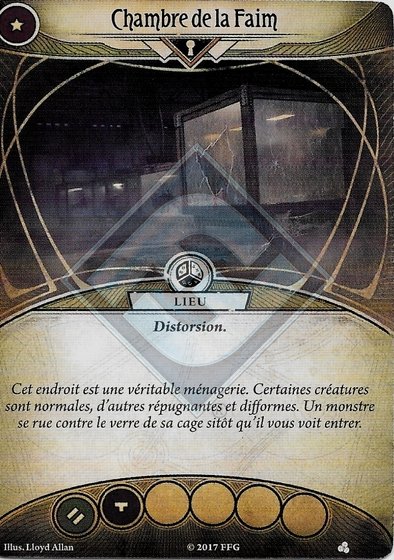 Chambre de la Faim
LIEU
Distorsion.
Cet endroit est une véritable ménagerie. Certaines créatures
sont normales, d'autres répugnantes et difformes. Un monstre
se rue contre le verre de sa cage sitôt qu'il vous voit entrer.
Illus. Lloyd Allan
© 2017 FFG